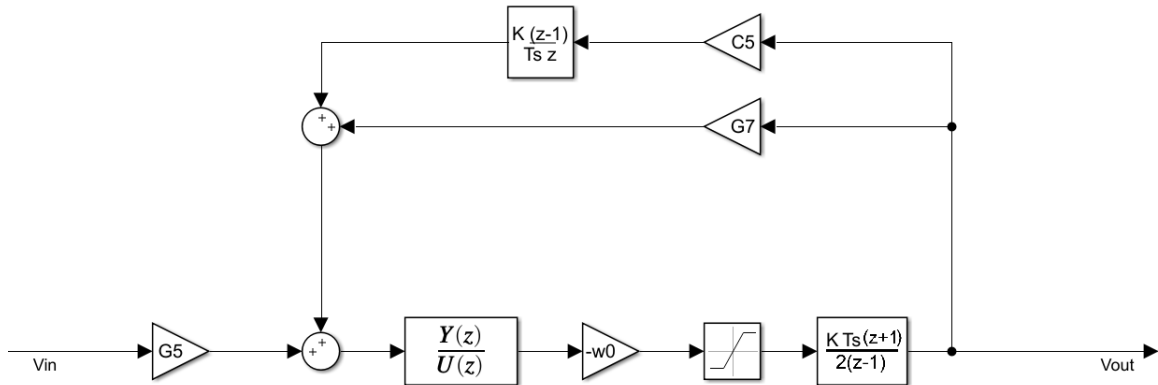 K (z-1)
Ts z
C5
+
+
G7
Vin
G5
+
+
Y(z)
U(z)
-w0
K Ts(z+1)
2(z-1)
Vout